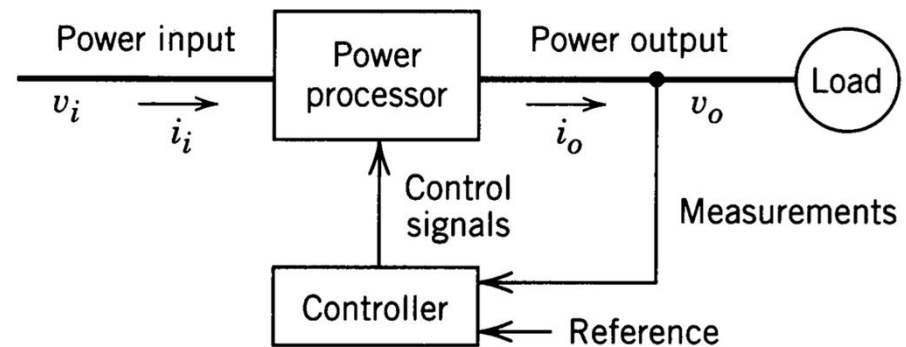 Power input
Power
processor
Power output
Load
v_i
i_i
i_o
v_o
Control
signals
Measurements
Controller
Reference